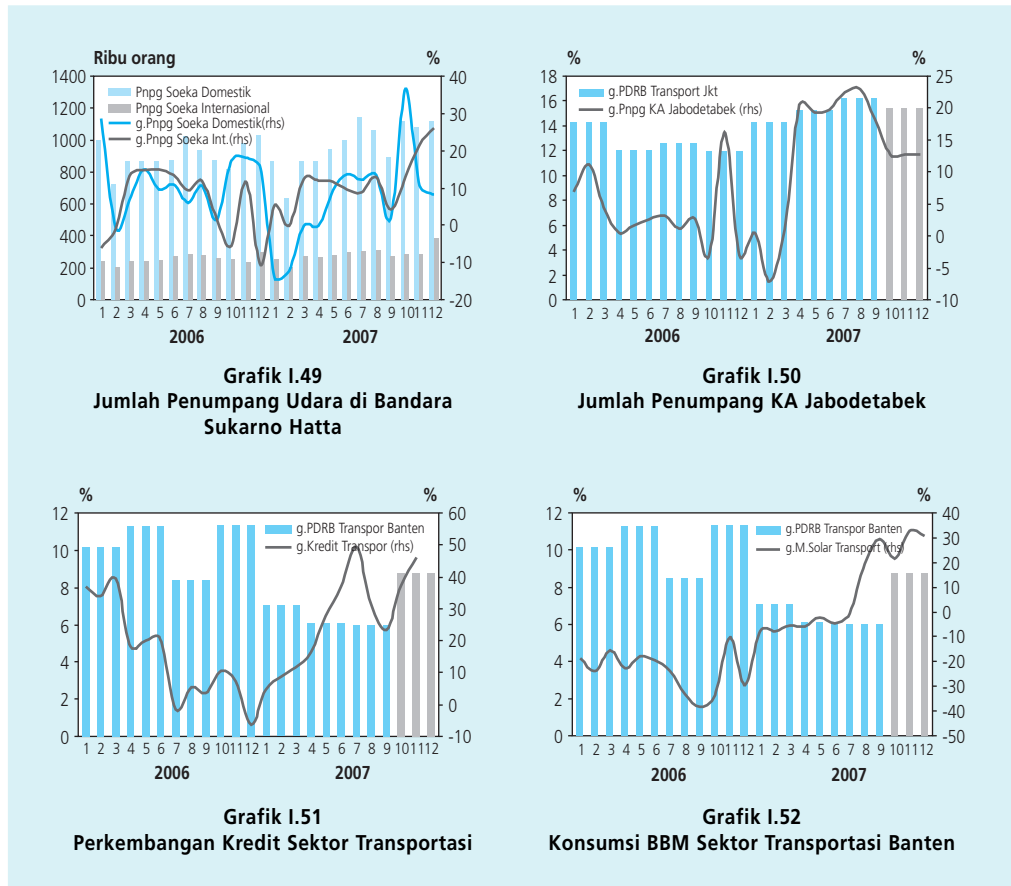 Ribu orang %
1400 40
1200 30
1000 20
800 10
600 0
400 -10
200 -20
0
Pnpg Soeka Domestik
Pnpg Soeka Internasional
g.Pnpg Soeka Domestik(rhs)
g.Pnpg Soeka Int.(rhs)
1 2 3 4 5 6 7 8 9 10 11 12 1 2 3 4 5 6 7 8 9 10 11 12
2006 2007
Grafik I.49
Jumlah Penumpang Udara di Bandara
Sukarno Hatta
% %
18 25
16 20
14 15
12 10
10 5
8 0
6 -5
4 -10
2
0
g.PDRB Transport Jkt
g.Pnpg KA Jabodetabek (rhs)
1 2 3 4 5 6 7 8 9 10 11 12 1 2 3 4 5 6 7 8 9 10 11 12
2006 2007
Grafik I.50
Jumlah Penumpang KA Jabodetabek
% %
12 60
10 50
8 40
6 30
4 20
2 10
0 0
-10
g.PDRB Transpor Banten
g.Kredit Transpor (rhs)
1 2 3 4 5 6 7 8 9 10 11 12 1 2 3 4 5 6 7 8 9 10 11 12
2006 2007
Grafik I.51
Perkembangan Kredit Sektor Transportasi
% %
12 40
10 30
8 20
6 10
4 0
2 -10
0 -20
-30
-40
-50
g.PDRB Transpor Banten
g.M.Solar Transport (rhs)
1 2 3 4 5 6 7 8 9 10 11 12 1 2 3 4 5 6 7 8 9 10 11 12
2006 2007
Grafik I.52
Konsumsi BBM Sektor Transportasi Banten